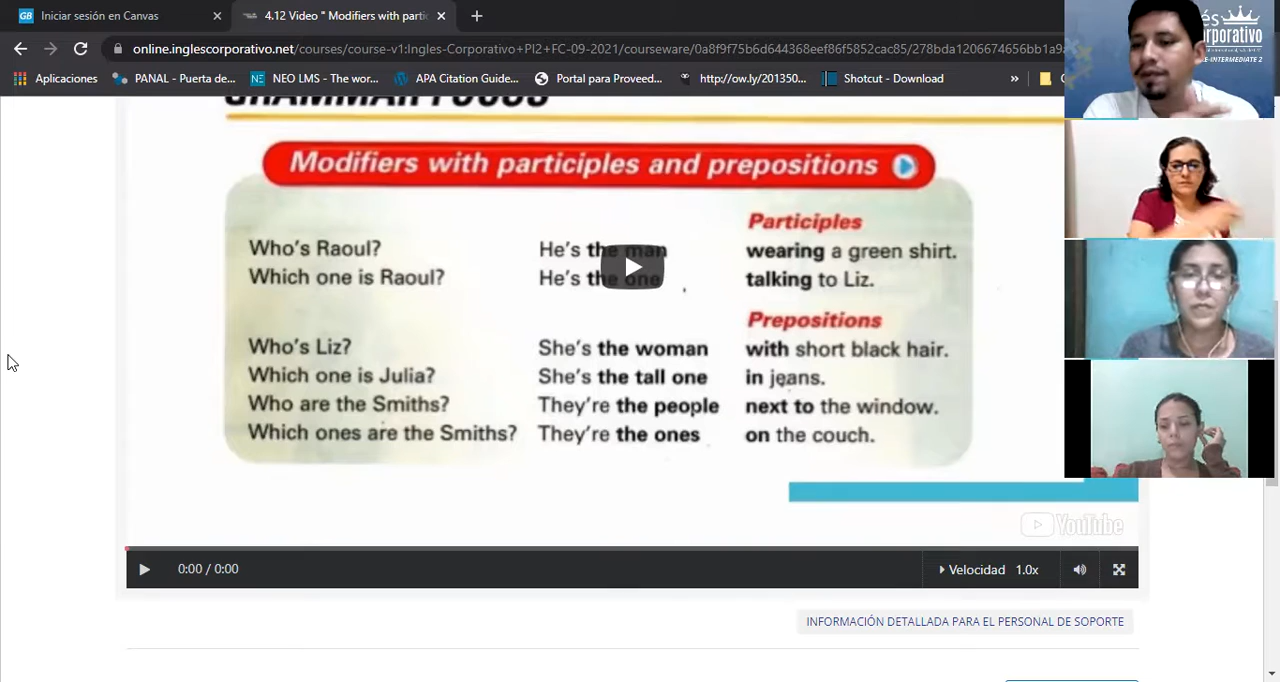 Iniciar sesión en Canvas
4.12 Video " Modifiers with partic
online.inglescorporativo.net/courses/course-v1:Ingles-Corporativo+PI2+FC-09-2021/courseware/0a8f9f75b6d644368eef86f5852cac85/278bda1206674656bb1a9
Aplicaciones
PANAL - Puerta de...
NEO LMS - The wor...
APA Citation Guide...
Portal para Proveed...
http://ow.ly/201350...
Shotcut - Download
»
GRAMMAR FOCUS
Modifiers with participles and prepositions
Participles
Who's Raoul? He's the man wearing a green shirt.
Which one is Raoul? He's the one talking to Liz.
Prepositions
Who's Liz? She's the woman with short black hair.
Which one is Julia? She's the tall one in jeans.
Who are the Smiths? They're the people next to the window.
Which ones are the Smiths? They're the ones on the couch.
YouTube
0:00 / 0:00
Velocidad 1.0x
INFORMACIÓN DETALLADA PARA EL PERSONAL DE SOPORTE